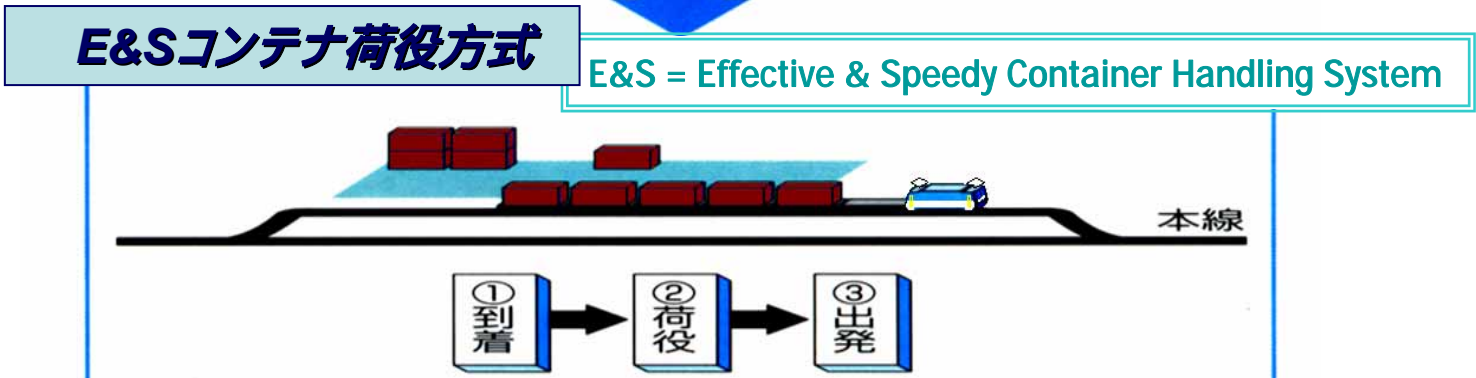 E&Sコンテナ荷役方式
E&S = Effective & Speedy Container Handling System
本線
①到着
②荷役
③出発